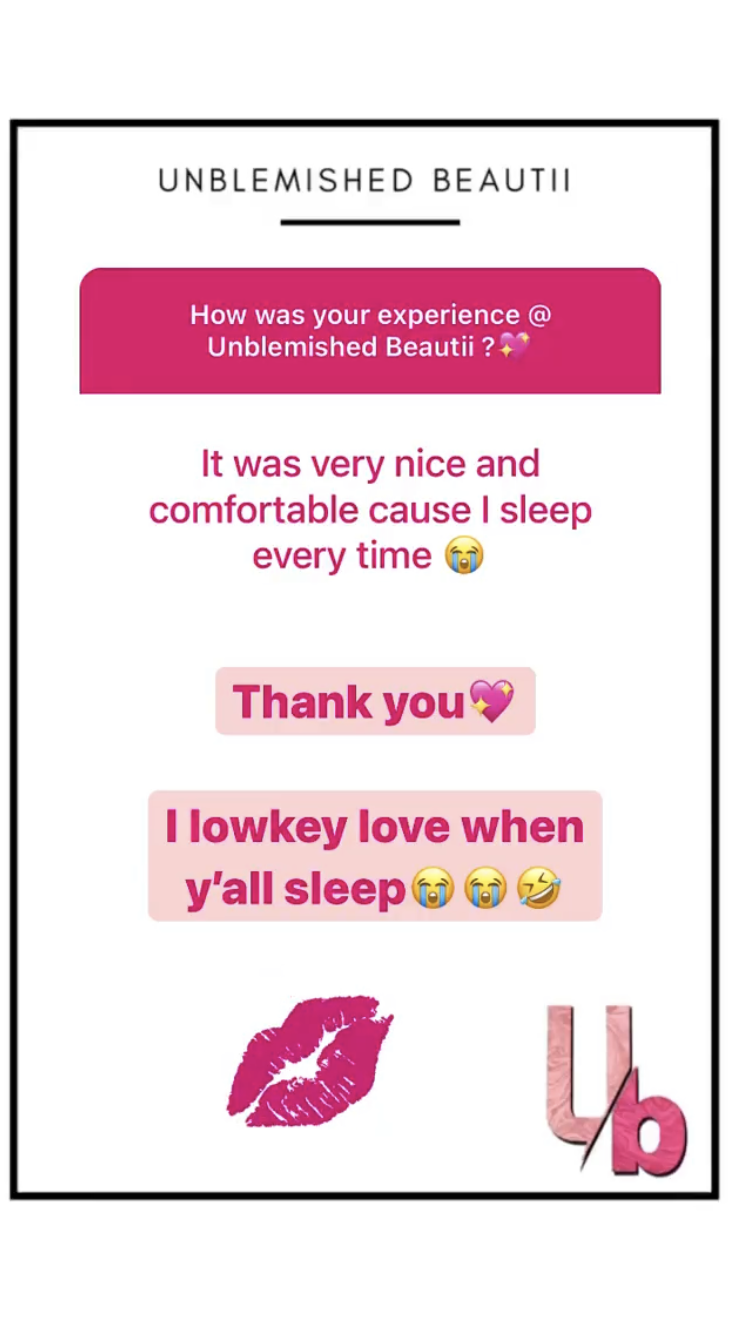 UNBLEMISHED BEAUTII
How was your experience @
Unblemished Beautii ?💖
It was very nice and
comfortable cause I sleep
every time 😭
Thank you💖
I lowkey love when
y'all sleep😭😭🤣
U/b